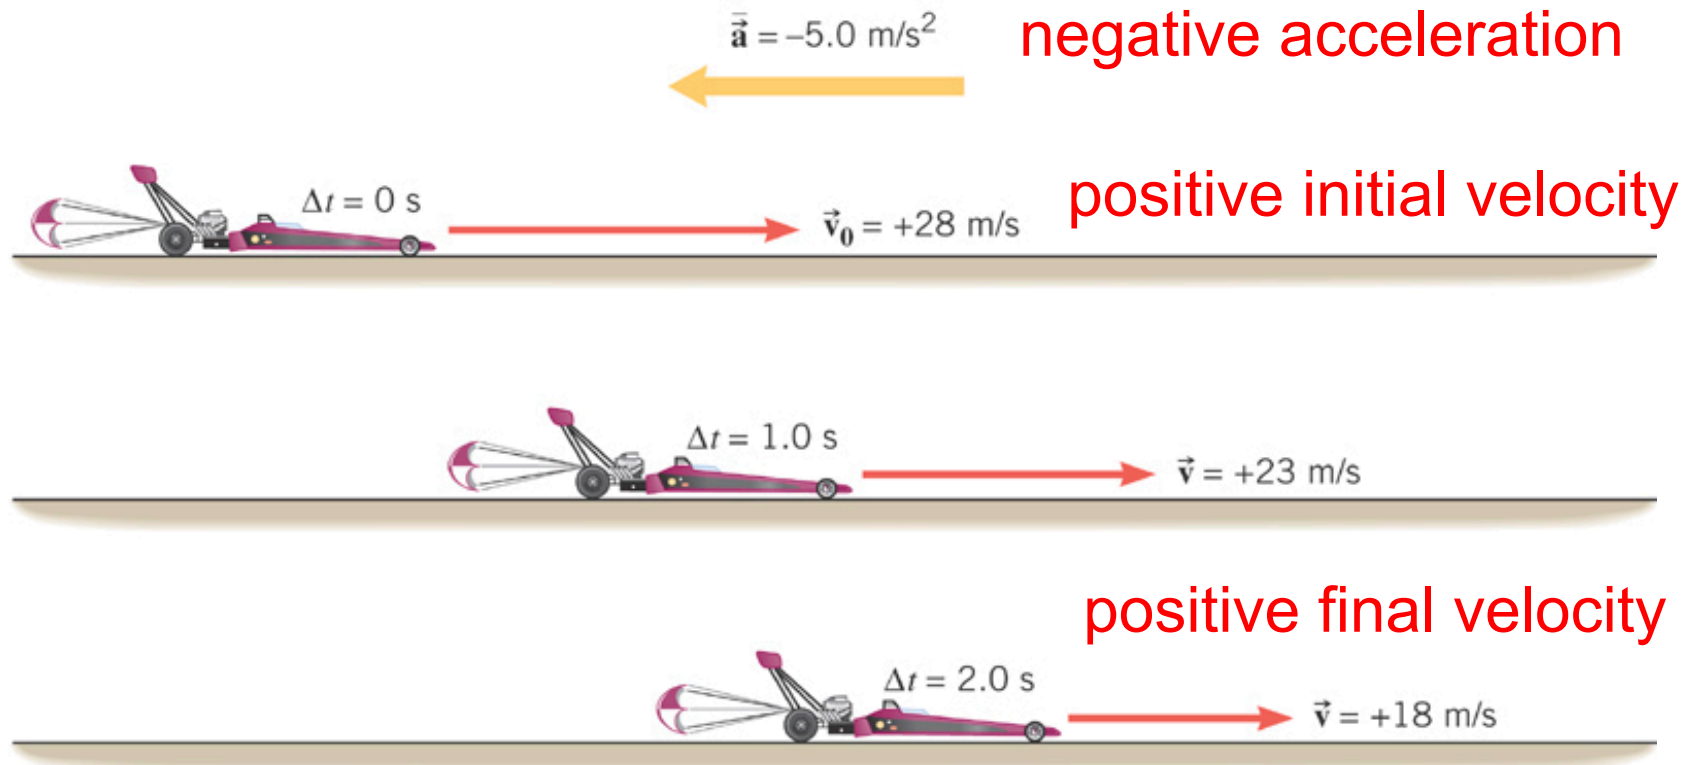 a⃗̄ = –5.0 m/s²
negative acceleration
positive initial velocity
Δt = 0 s
v⃗₀ = +28 m/s
Δt = 1.0 s
v⃗ = +23 m/s
positive final velocity
Δt = 2.0 s
v⃗ = +18 m/s